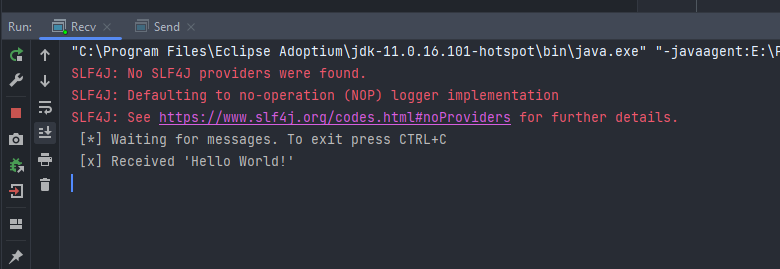 Run: Recv Send
"C:\Program Files\Eclipse Adoptium\jdk-11.0.16.101-hotspot\bin\java.exe" "-javaagent:E:\
SLF4J: No SLF4J providers were found.
SLF4J: Defaulting to no-operation (NOP) logger implementation
SLF4J: See https://www.slf4j.org/codes.html#noProviders for further details.
[*] Waiting for messages. To exit press CTRL+C
[x] Received 'Hello World!'